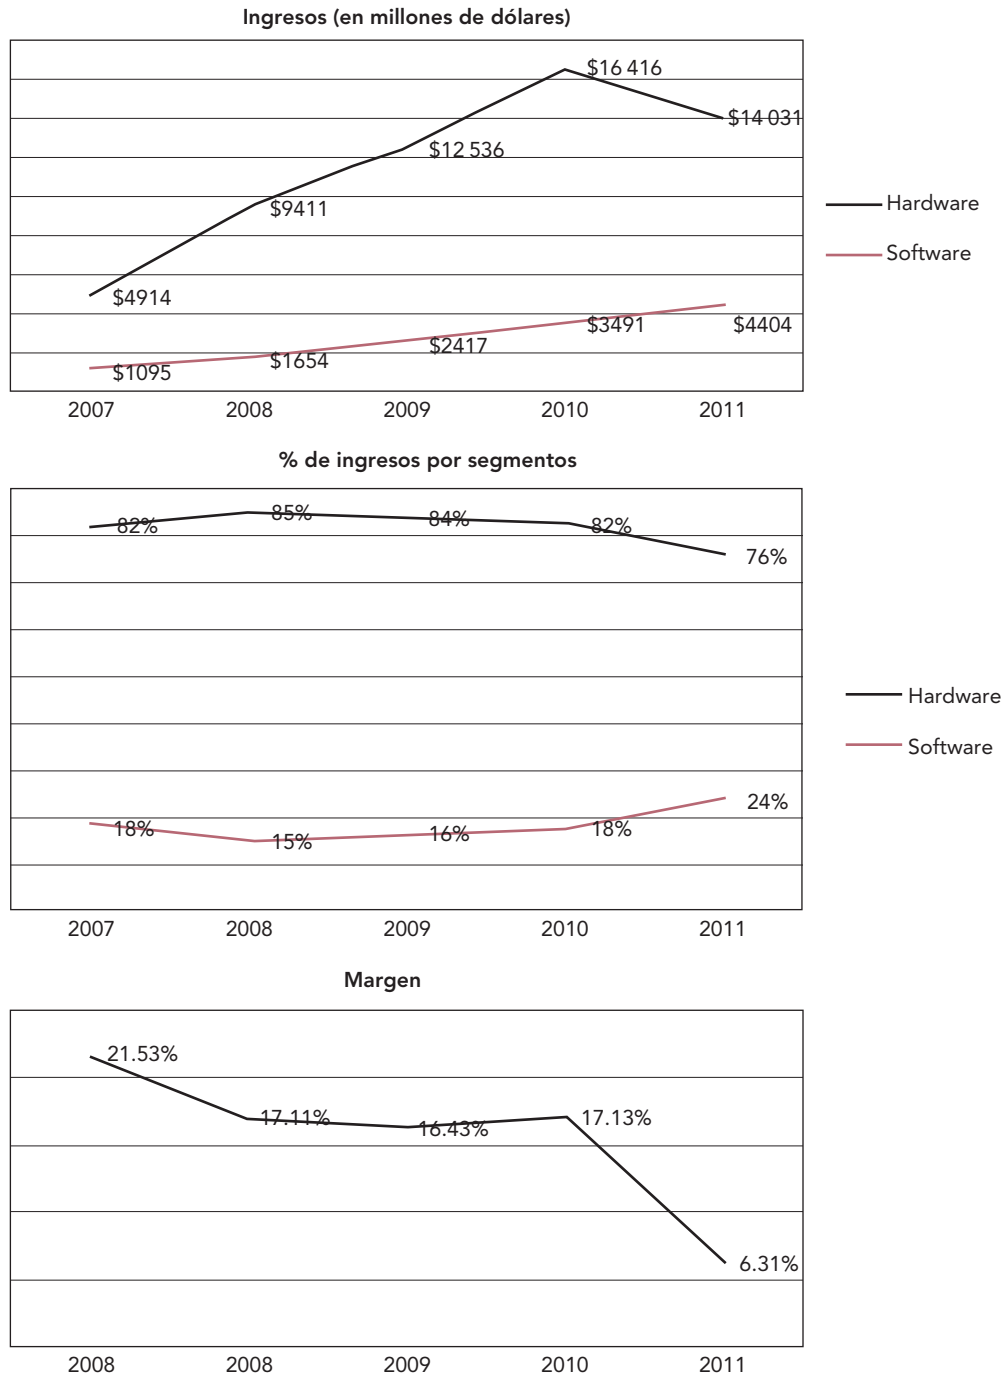 Ingresos (en millones de dólares)
$16 416
$14 031
$12 536
$9411
$4914
$4404
$3491
$2417
$1654
$1095
Hardware
Software
2007 2008 2009 2010 2011
% de ingresos por segmentos
82% 85% 84% 82% 76%
18% 15% 16% 18% 24%
Hardware
Software
2007 2008 2009 2010 2011
Margen
21.53%
17.11% 16.43% 17.13%
6.31%
2008 2008 2009 2010 2011